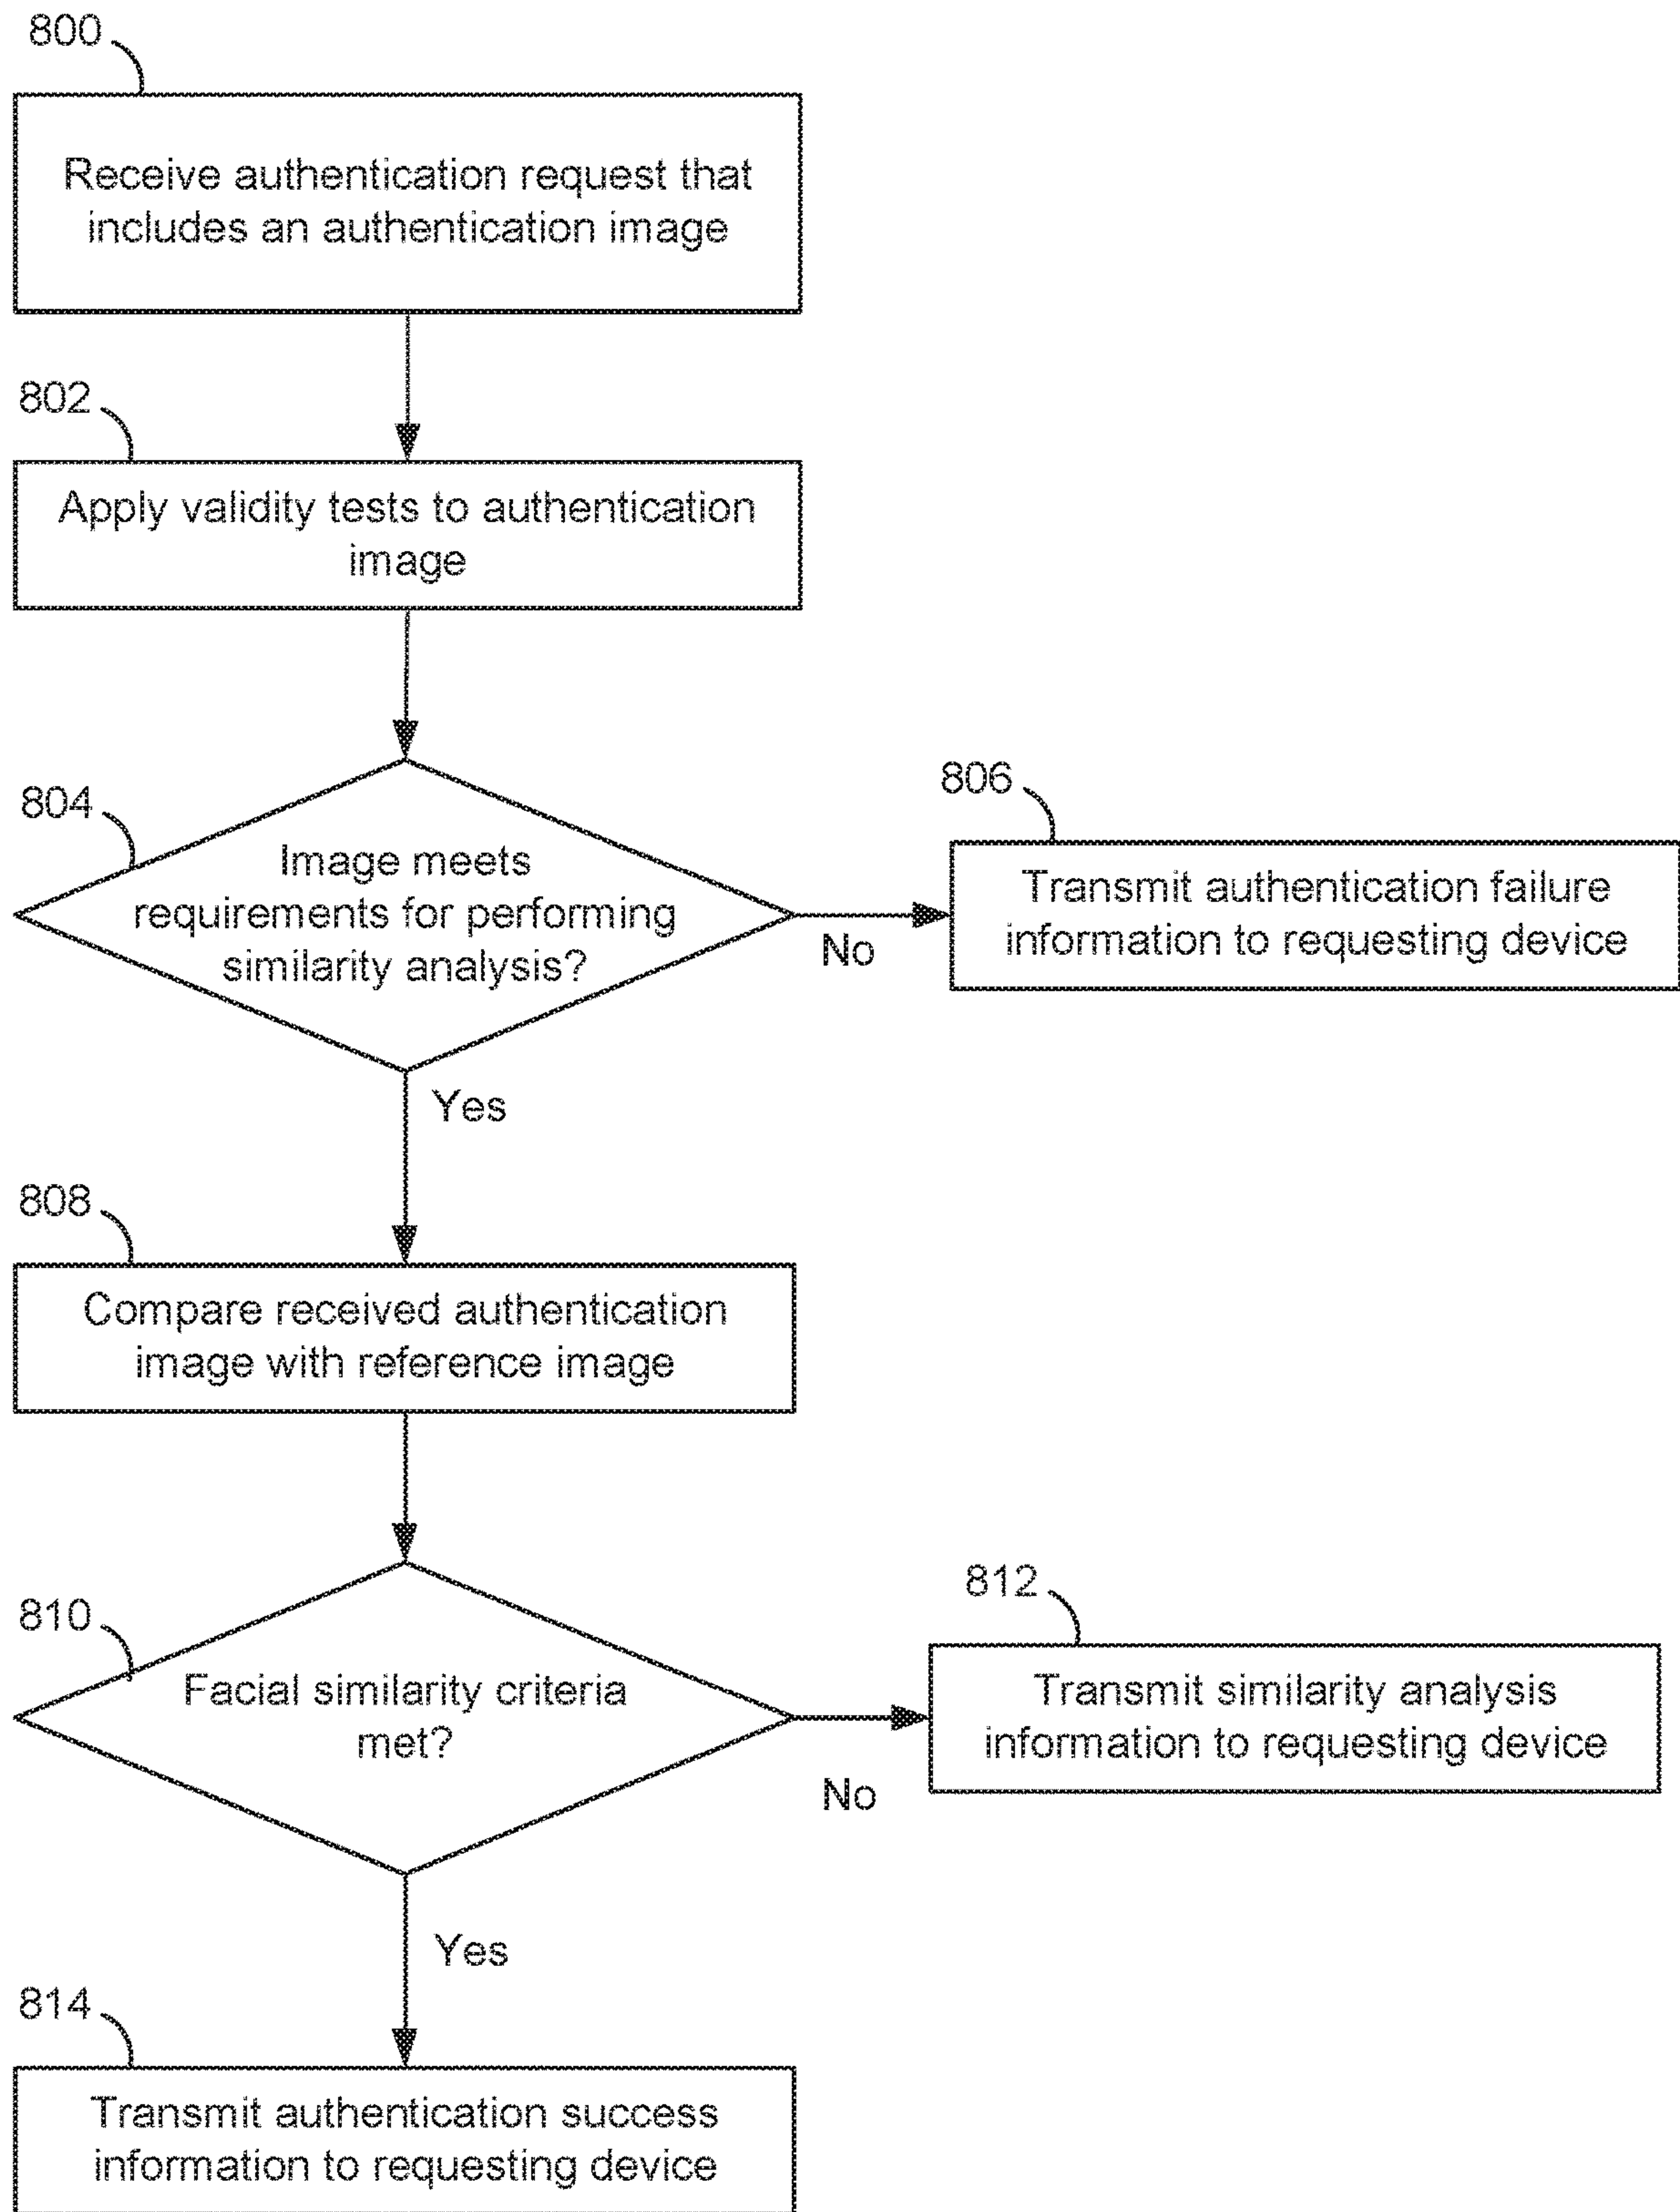 800
Receive authentication request that
includes an authentication image
802
Apply validity tests to authentication
image
804
Image meets
requirements for performing
similarity analysis?
No
806
Transmit authentication failure
information to requesting device
Yes
808
Compare received authentication
image with reference image
810
Facial similarity criteria
met?
No
812
Transmit similarity analysis
information to requesting device
Yes
814
Transmit authentication success
information to requesting device